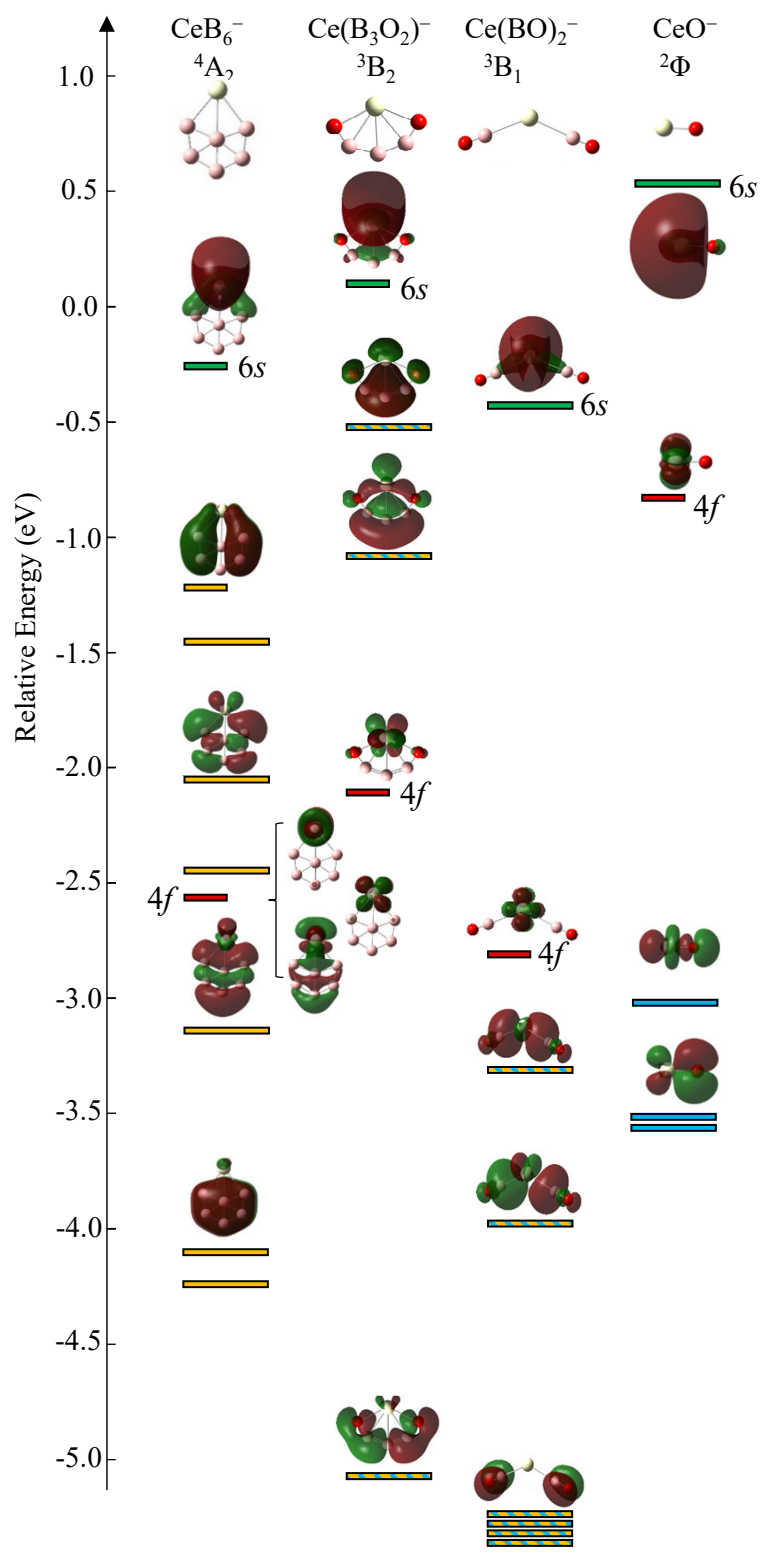 CeB₆⁻ Ce(B₃O₂)⁻ Ce(BO)₂⁻ CeO⁻
⁴A₂ ³B₂ ³B₁ ²Φ
1.0
0.5
6s
0.0
6s
6s
6s
-0.5
4f
-1.0
Relative Energy (eV)
-1.5
-2.0
4f
-2.5
4f
4f
-3.0
-3.5
-4.0
-4.5
-5.0